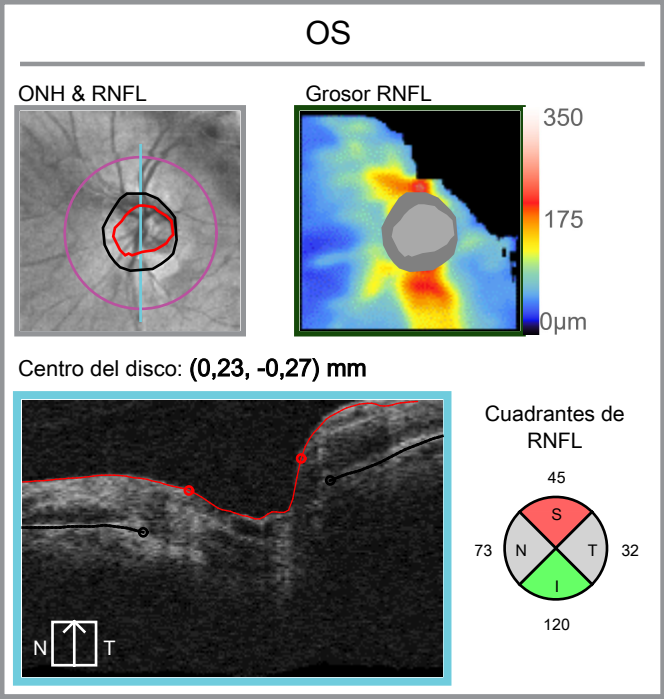 OS
ONH & RNFL
Grosor RNFL
350
175
0µm
Centro del disco: (0,23, -0,27) mm
Cuadrantes de
RNFL
45
S
73 N T 32
I
120
N T